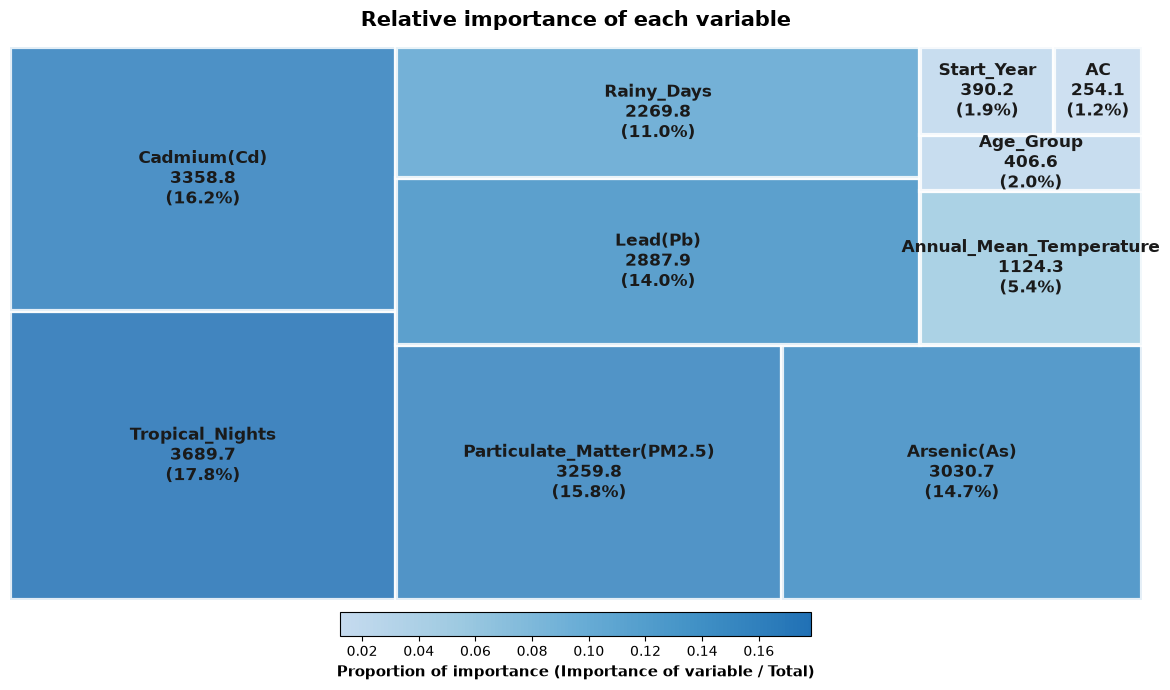 Relative importance of each variable
Cadmium(Cd)
3358.8
(16.2%)
Tropical_Nights
3689.7
(17.8%)
Rainy_Days
2269.8
(11.0%)
Lead(Pb)
2887.9
(14.0%)
Particulate_Matter(PM2.5)
3259.8
(15.8%)
Arsenic(As)
3030.7
(14.7%)
Start_Year
390.2
(1.9%)
AC
254.1
(1.2%)
Age_Group
406.6
(2.0%)
Annual_Mean_Temperature
1124.3
(5.4%)
0.02 0.04 0.06 0.08 0.10 0.12 0.14 0.16
Proportion of importance (Importance of variable / Total)